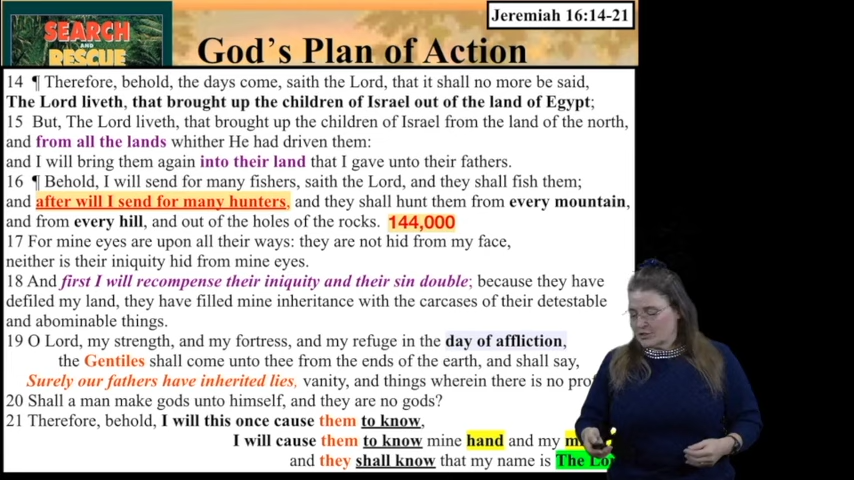 SEARCH
AND
RESCUE
Jeremiah 16:14-21
God's Plan of Action
14 ¶ Therefore, behold, the days come, saith the Lord, that it shall no more be said,
The Lord liveth, that brought up the children of Israel out of the land of Egypt;
15 But, The Lord liveth, that brought up the children of Israel from the land of the north,
and from all the lands whither He had driven them:
and I will bring them again into their land that I gave unto their fathers.
16 ¶ Behold, I will send for many fishers, saith the Lord, and they shall fish them;
and after will I send for many hunters, and they shall hunt them from every mountain,
and from every hill, and out of the holes of the rocks. 144,000
17 For mine eyes are upon all their ways: they are not hid from my face,
neither is their iniquity hid from mine eyes.
18 And first I will recompense their iniquity and their sin double; because they have
defiled my land, they have filled mine inheritance with the carcases of their detestable
and abominable things.
19 O Lord, my strength, and my fortress, and my refuge in the day of affliction,
the Gentiles shall come unto thee from the ends of the earth, and shall say,
Surely our fathers have inherited lies, vanity, and things wherein there is no
20 Shall a man make gods unto himself, and they are no gods?
21 Therefore, behold, I will this once cause them to know,
I will cause them to know mine hand and my
and they shall know that my name is The